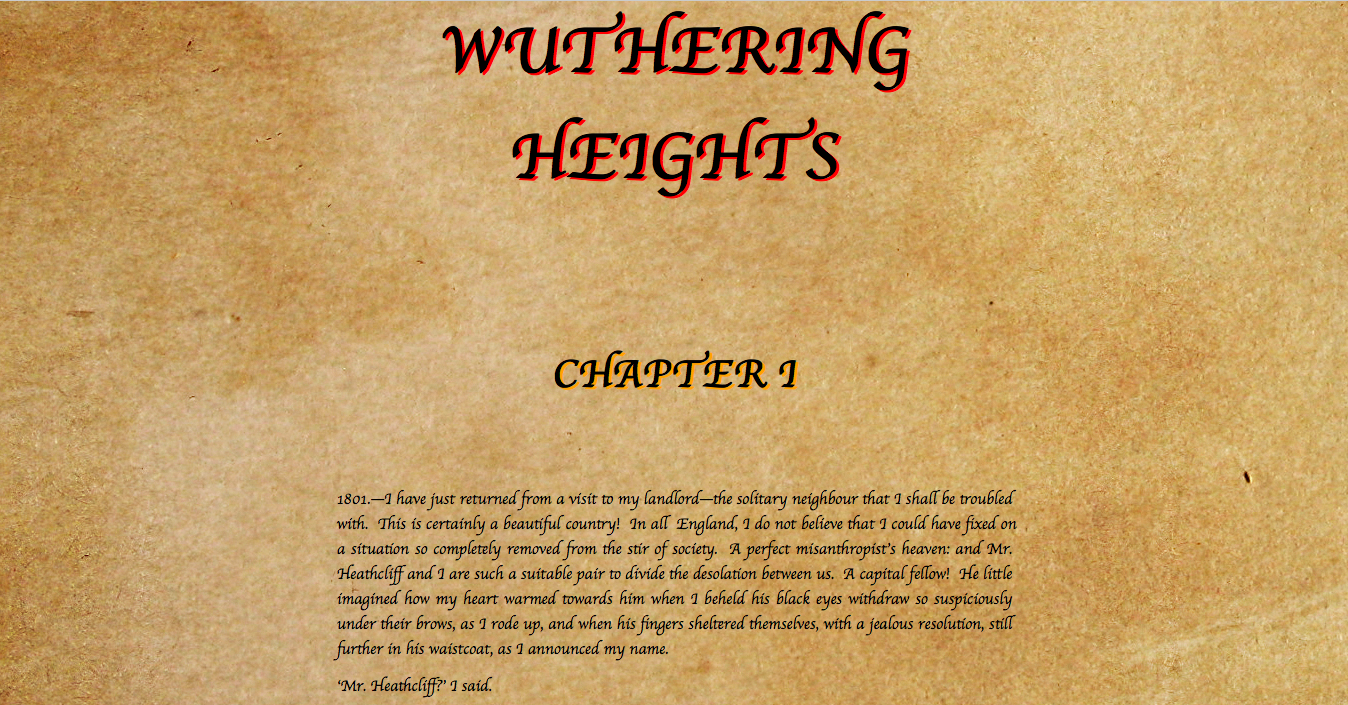 WUTHERING
HEIGHTS
CHAPTER I
1801.—I have just returned from a visit to my landlord—the solitary neighbour that I shall be troubled
with.  This is certainly a beautiful country!  In all  England, I do not believe that I could have fixed on
a situation so completely removed from the stir of society.  A perfect misanthropist's heaven: and Mr.
Heathcliff and I are such a suitable pair to divide the desolation between us.  A capital fellow!  He little
imagined how my heart warmed towards him when I beheld his black eyes withdraw so suspiciously
under their brows, as I rode up, and when his fingers sheltered themselves, with a jealous resolution, still
further in his waistcoat, as I announced my name.
‘Mr. Heathcliff?’ I said.